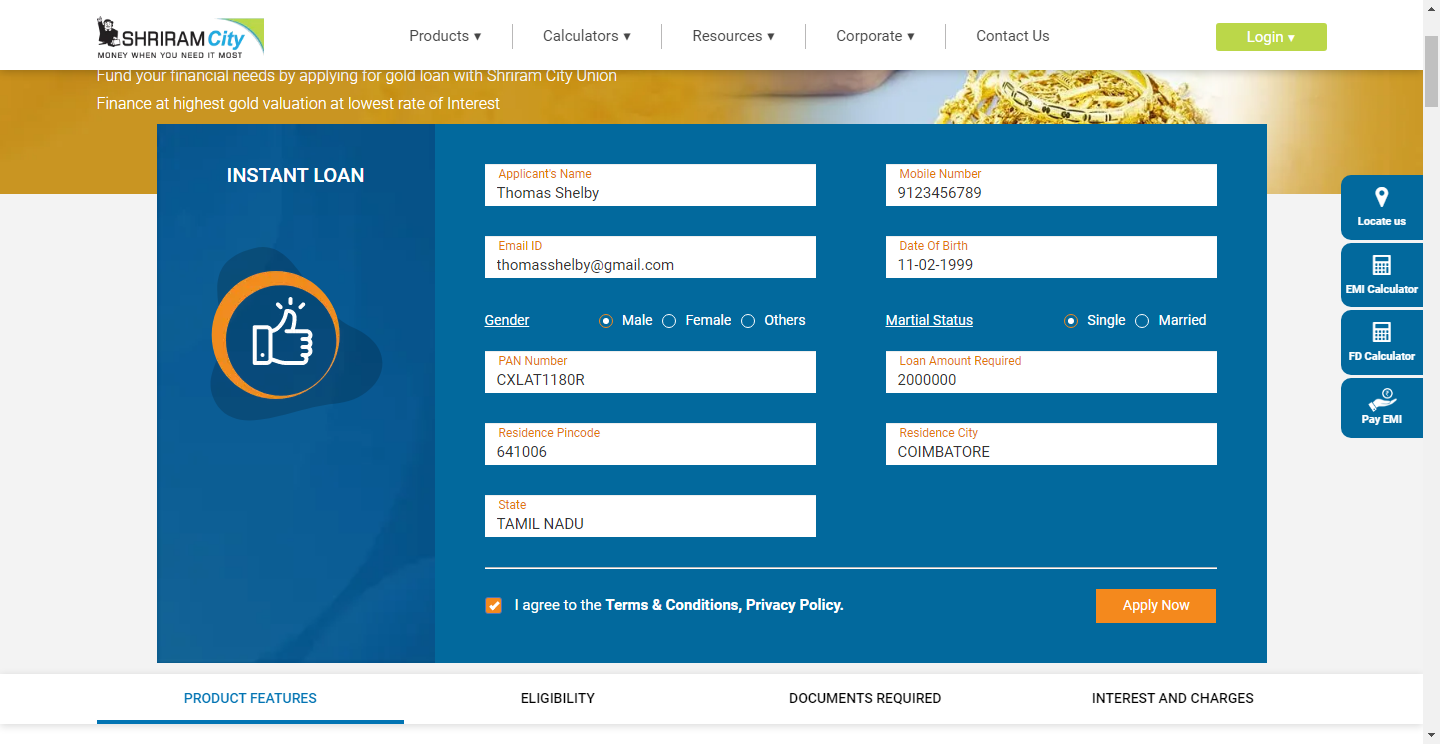 SHRIRAM City
MONEY WHEN YOU NEED IT MOST
Products ▾
Calculators ▾
Resources ▾
Corporate ▾
Contact Us
Login ▾
Fund your financial needs by applying for gold loan with Shriram City Union
Finance at highest gold valuation at lowest rate of Interest
INSTANT LOAN
Applicant's Name
Thomas Shelby
Mobile Number
9123456789
Email ID
thomasshelby@gmail.com
Date Of Birth
11-02-1999
Gender Male Female Others
Martial Status Single Married
PAN Number
CXLAT1180R
Loan Amount Required
2000000
Residence Pincode
641006
Residence City
COIMBATORE
State
TAMIL NADU
I agree to the Terms & Conditions, Privacy Policy.
Apply Now
Locate us
EMI Calculator
FD Calculator
Pay EMI
PRODUCT FEATURES
ELIGIBILITY
DOCUMENTS REQUIRED
INTEREST AND CHARGES